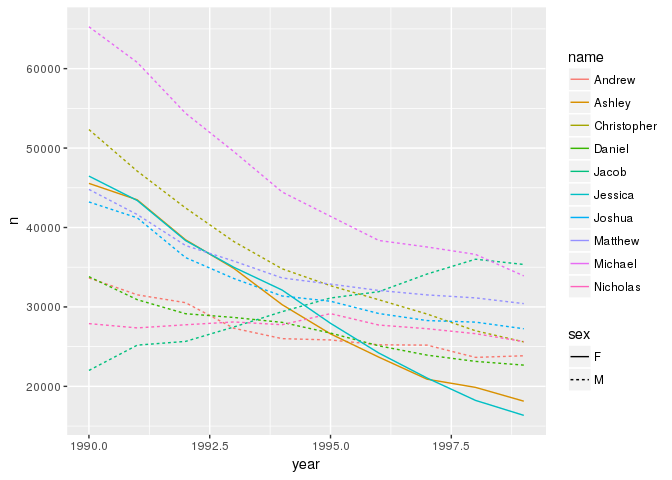 60000
50000
40000
30000
20000
n
1990.0 1992.5 1995.0 1997.5
year
name
Andrew
Ashley
Christopher
Daniel
Jacob
Jessica
Joshua
Matthew
Michael
Nicholas
sex
F
M